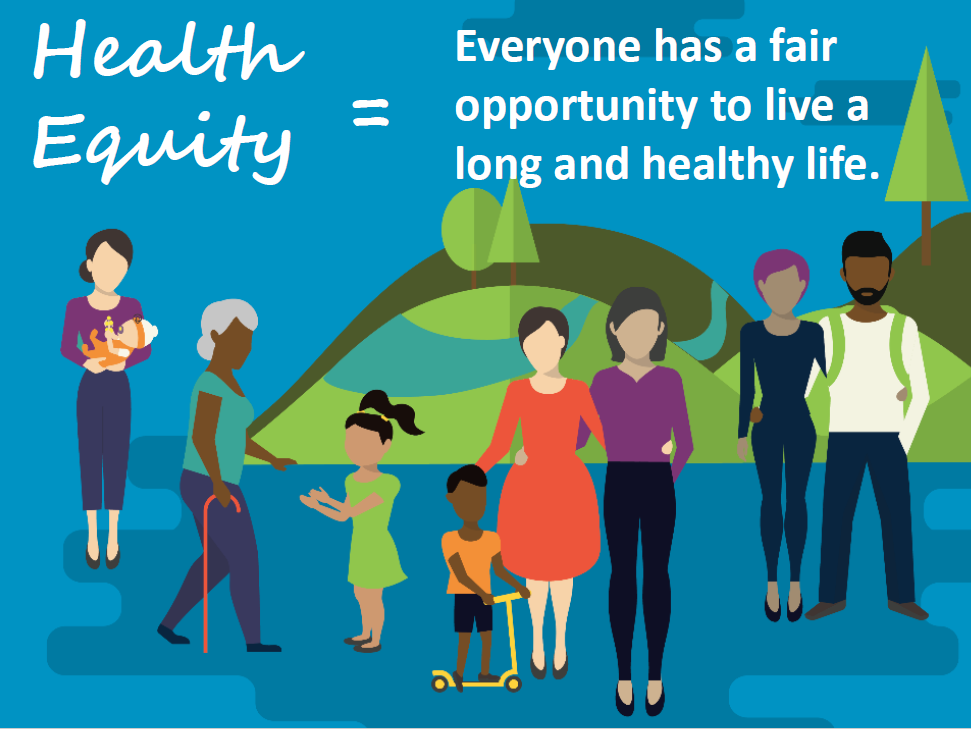 Health
Equity
=
Everyone has a fair
opportunity to live a
long and healthy life.